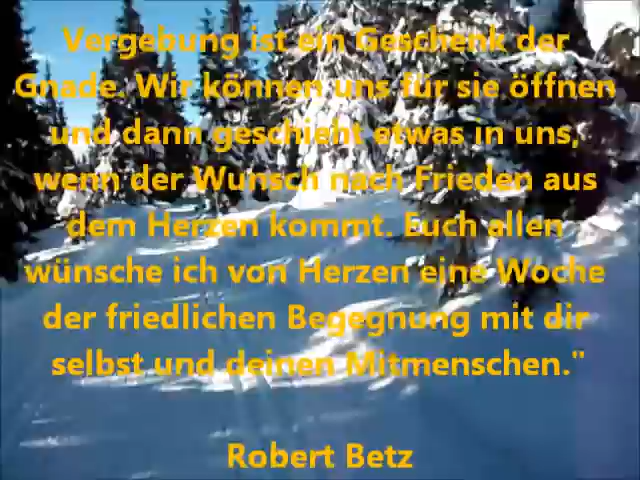 Vergebung ist ein Geschenk der
Gnade. Wir können uns für sie öffnen
und dann geschieht etwas in uns,
wenn der Wunsch nach Frieden aus
dem Herzen kommt. Euch allen
wünsche ich von Herzen eine Woche
der friedlichen Begegnung mit dir
selbst und deinen Mitmenschen."
Robert Betz